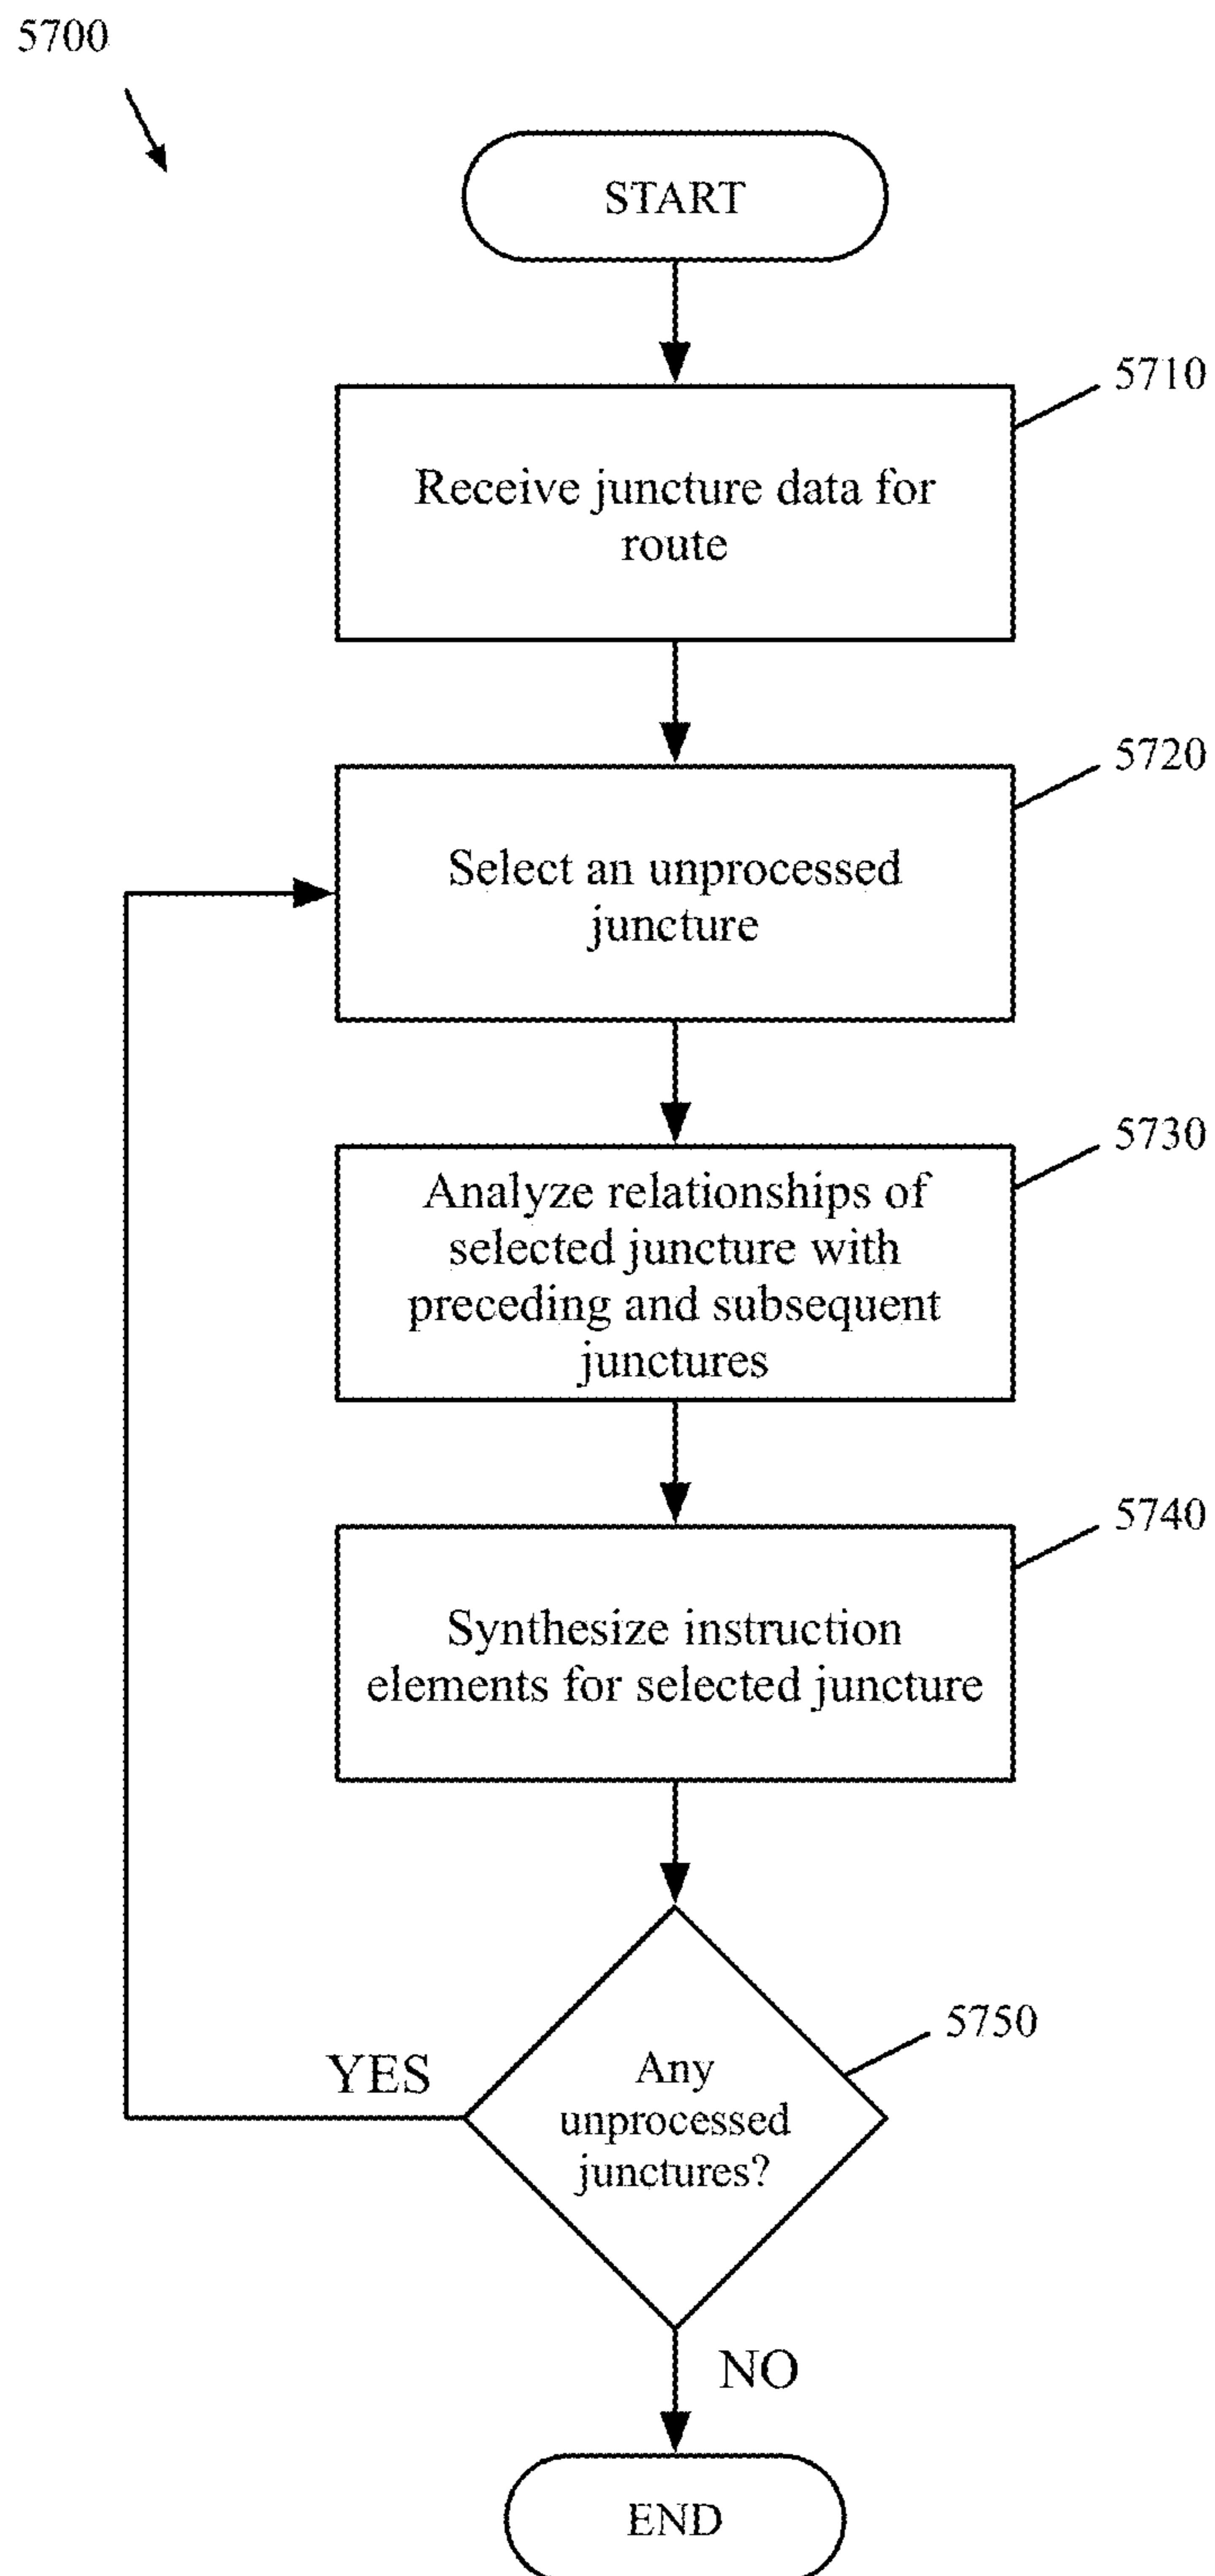 5700
START
5710
Receive juncture data for
route
5720
Select an unprocessed
juncture
5730
Analyze relationships of
selected juncture with
preceding and subsequent
junctures
5740
Synthesize instruction
elements for selected juncture
5750
Any
unprocessed
junctures?
YES
NO
END